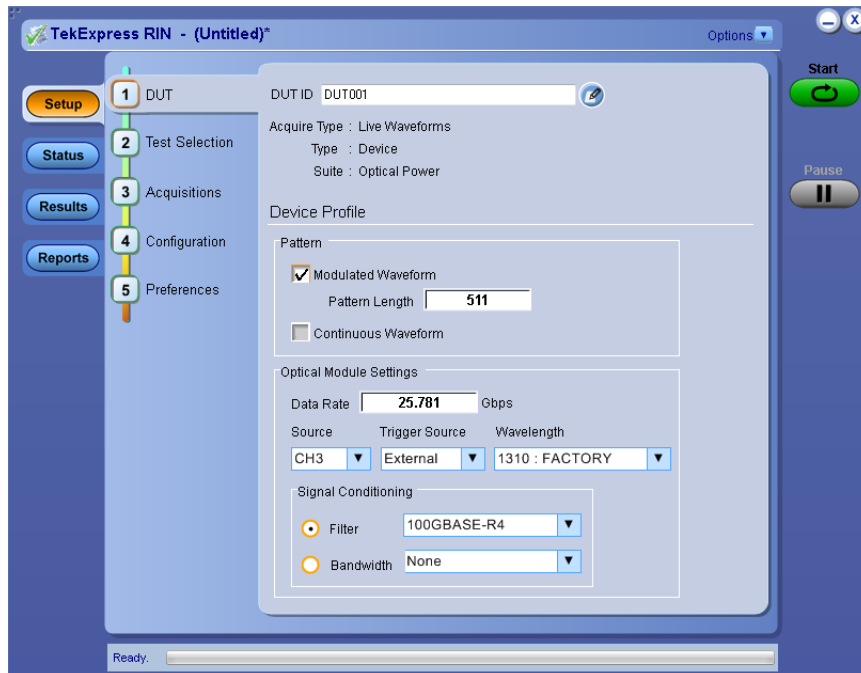 TekExpress RIN - (Untitled)*
Options
Start
Pause
Setup
Status
Results
Reports
1 DUT
2 Test Selection
3 Acquisitions
4 Configuration
5 Preferences
DUT ID DUT001
Acquire Type : Live Waveforms
Type : Device
Suite : Optical Power
Device Profile
Pattern
Modulated Waveform
Pattern Length 511
Continuous Waveform
Optical Module Settings
Data Rate 25.781 Gbps
Source Trigger Source Wavelength
CH3 External 1310 : FACTORY
Signal Conditioning
Filter 100GBASE-R4
Bandwidth None
Ready.